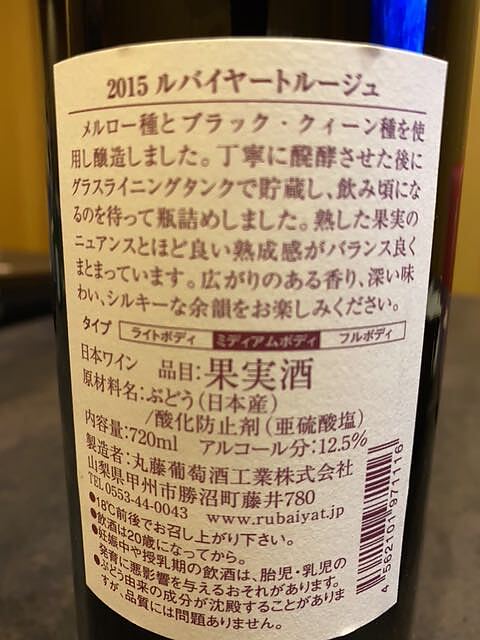 2015 ルバイヤートルージュ
メルロー種とブラック・クィーン種を使
用し醸造しました。丁寧に醗酵させた後に
グラスライニングタンクで貯蔵し、飲み頃にな
るのを待って瓶詰めしました。熟した果実の
ニュアンスとほど良い熟成感がバランス良く
まとまっています。広がりのある香り、深い味
わい、シルキーな余韻をお楽しみください。
タイプ ライトボディ ミディアムボディ フルボディ
日本ワイン 品目:果実酒
原材料名:ぶどう(日本産)
/酸化防止剤(亜硫酸塩)
内容量:720ml アルコール分:12.5%
製造者:丸藤葡萄酒工業株式会社
山梨県甲州市勝沼町藤井780
TEL 0553-44-0043 www.rubaiyat.jp
●18℃前後でお召し上がり下さい。
●飲酒は20歳になってから。
●妊娠中や授乳期の飲酒は、胎児・乳児の
発育に悪影響を与えるおそれがあります。
●ぶどう由来の成分が沈殿することがありま
すが、品質には問題ありません。
4 562101 971116